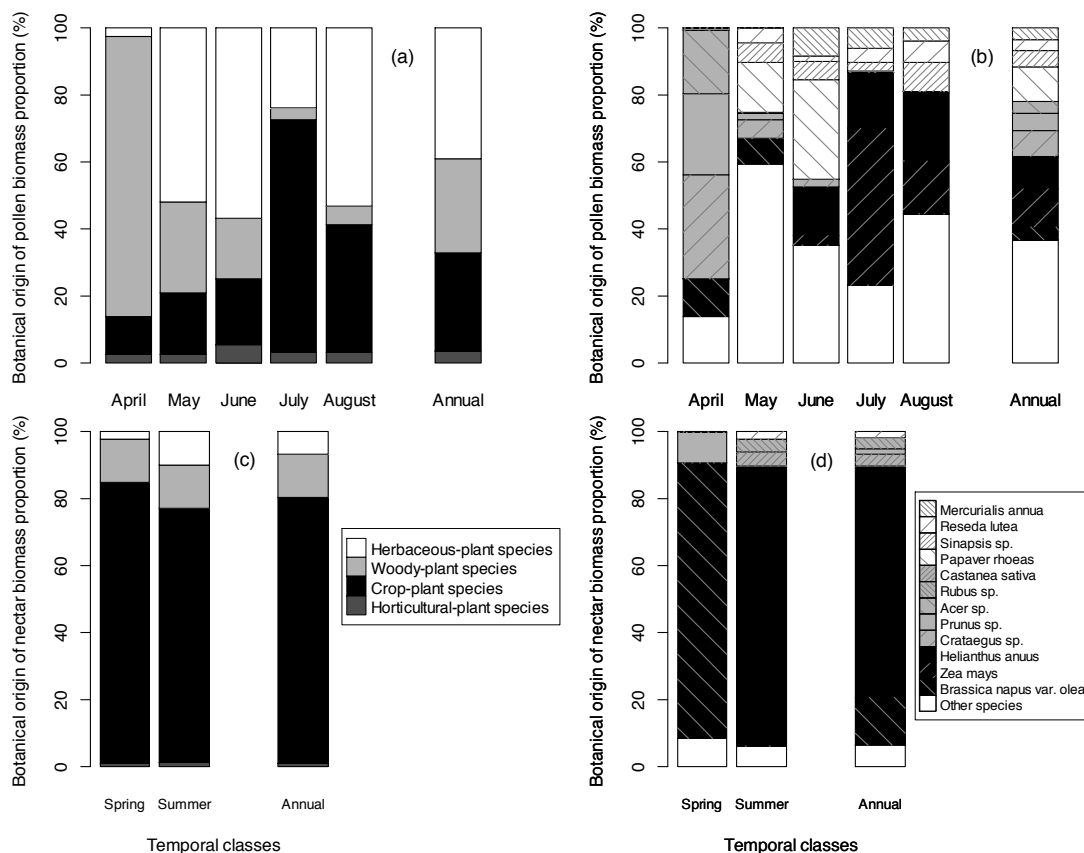 Botanical origin of pollen biomass proportion (%)
100
80
60
40
20
0
(a)
April May June July August Annual
Botanical origin of pollen biomass proportion (%)
100
80
60
40
20
0
(b)
April May June July August Annual
Botanical origin of nectar biomass proportion (%)
100
80
60
40
20
0
(c)
Herbaceous-plant species
Woody-plant species
Crop-plant species
Horticultural-plant species
Spring Summer Annual
Temporal classes
Botanical origin of nectar biomass proportion (%)
100
80
60
40
20
0
(d)
Mercurialis annua
Reseda lutea
Sinapsis sp.
Papaver rhoeas
Castanea sativa
Rubus sp.
Acer sp.
Prunus sp.
Crataegus sp.
Helianthus anuus
Zea mays
Brassica napus var. olea
Other species
Spring Summer Annual
Temporal classes